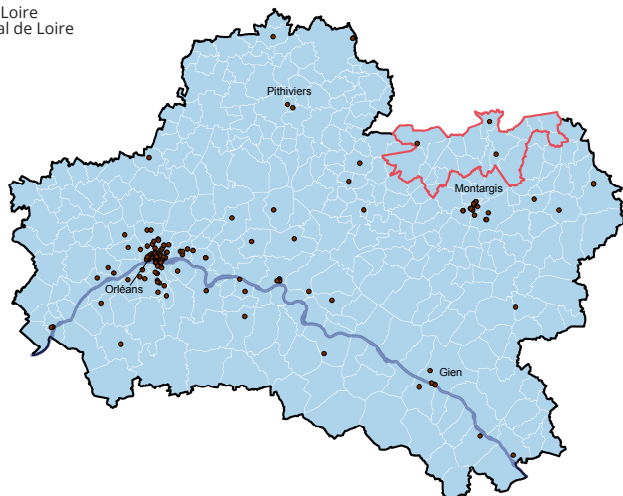 Loire
al de Loire
Pithiviers
Montargis
Orléans
Gien